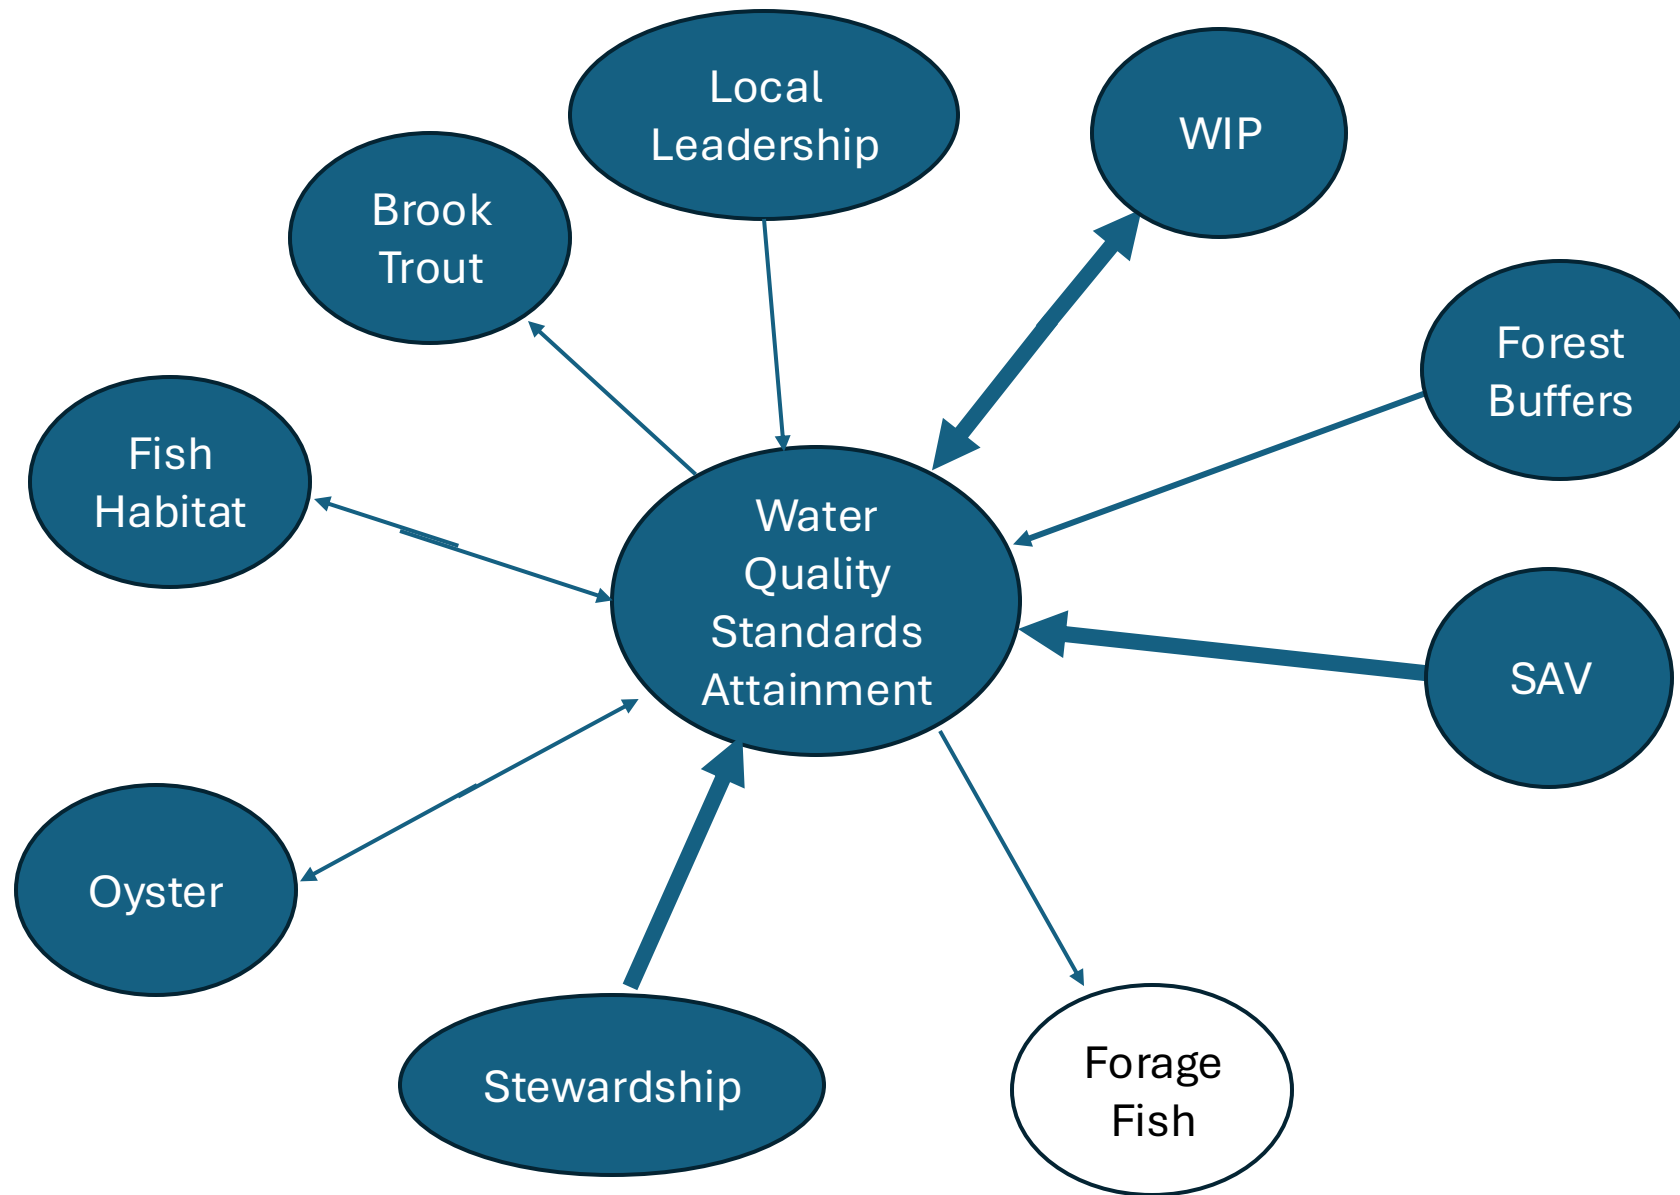 Local
Leadership
WIP
Brook
Trout
Forest
Buffers
Fish
Habitat
Water
Quality
Standards
Attainment
SAV
Oyster
Stewardship
Forage
Fish